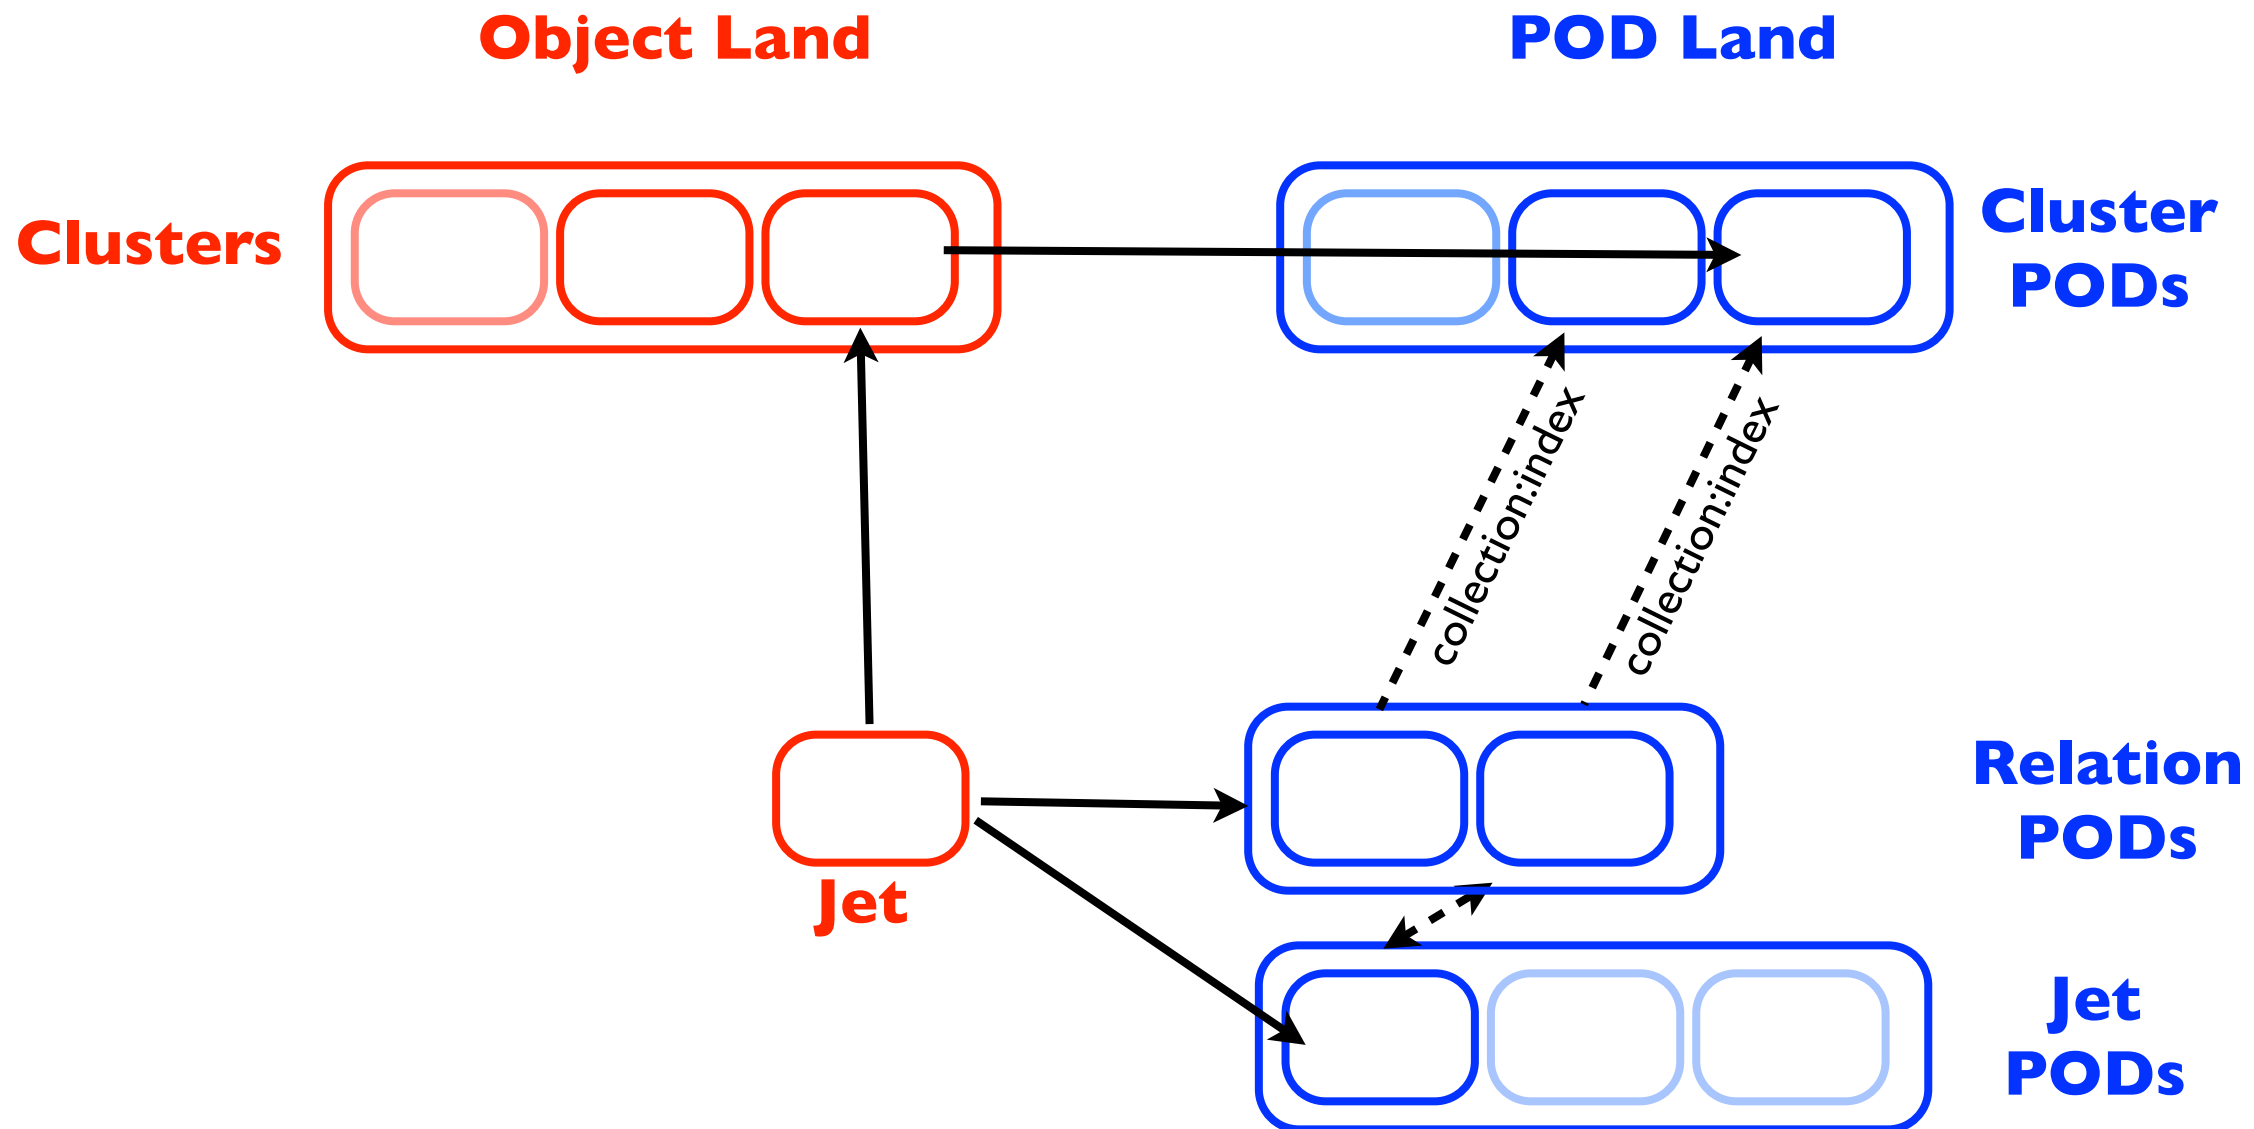 Object Land
POD Land
Clusters
Cluster
PODs
collection:index
collection:index
Relation
PODs
Jet
Jet
PODs